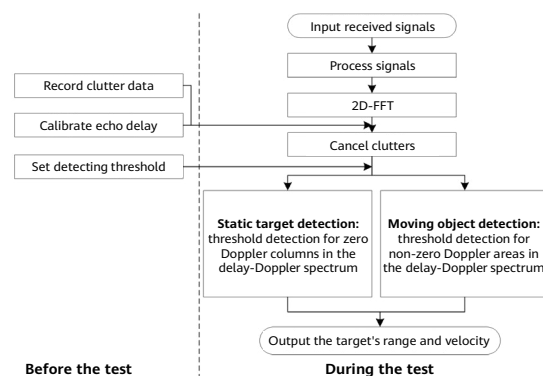 Input received signals
Process signals
Record clutter data
2D-FFT
Calibrate echo delay
Cancel clutters
Set detecting threshold
Static target detection:
threshold detection for zero
Doppler columns in the
delay-Doppler spectrum
Moving object detection:
threshold detection for
non-zero Doppler areas in
the delay-Doppler spectrum
Output the target's range and velocity
Before the test
During the test